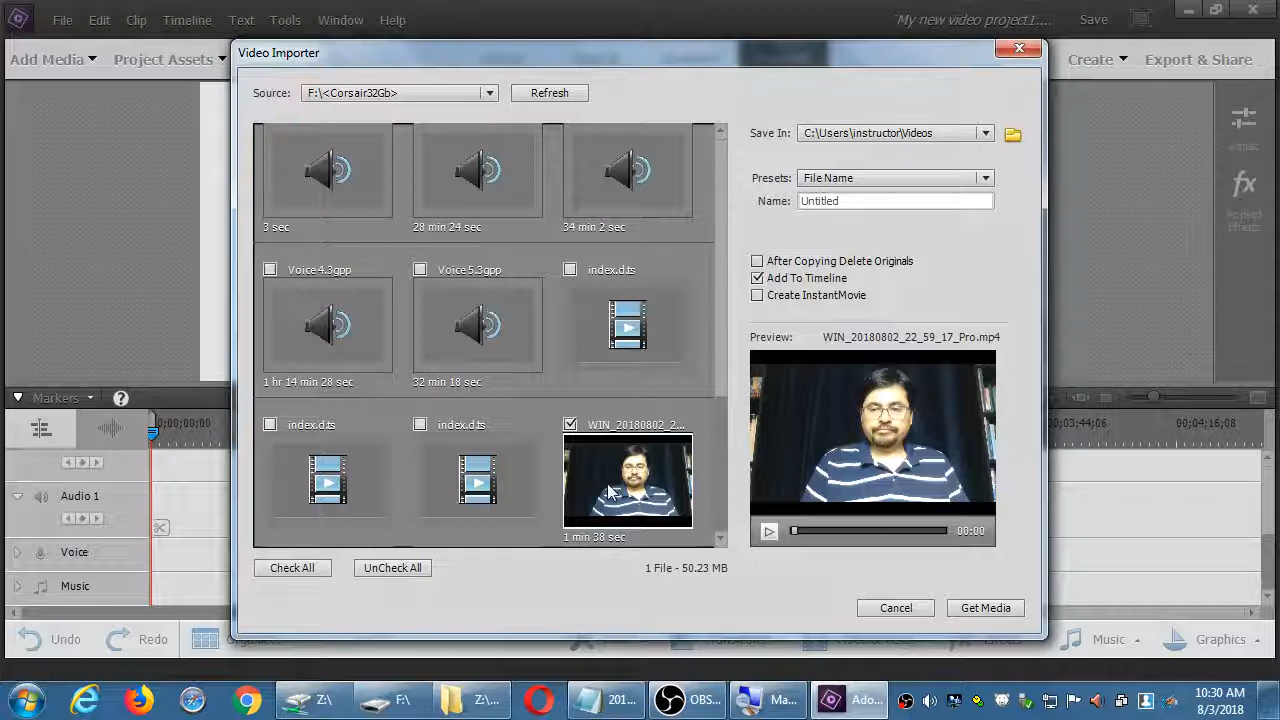 File Edit Clip Timeline Text Tools Window Help
'My new video project1:... Save
Add Media Project Assets
Create Export & Share
Video Importer
Source: F:\<Corsair32Gb> Refresh
Save In: C:\Users\instructor\Videos
Presets: File Name
Name: Untitled
3 sec 28 min 24 sec 34 min 2 sec
Voice 4.3gpp Voice 5.3gpp index.d.ts
1 hr 14 min 28 sec 32 min 18 sec
index.d.ts index.d.ts WIN_20180802_2...
1 min 38 sec
After Copying Delete Originals
Add To Timeline
Create InstantMovie
Preview: WIN_20180802_22_59_17_Pro.mp4
00:00
Check All UnCheck All 1 File - 50.23 MB
Cancel Get Media
Applied
Effects
Markers
;00;00;00;00 00;03;44;06 00;04;16;08
Audio 1
Voice
Music
Undo Redo
Music Graphics
Z:\ F:\ Z:\... 201... OBS... Ma... Ado...
10:30 AM
8/3/2018